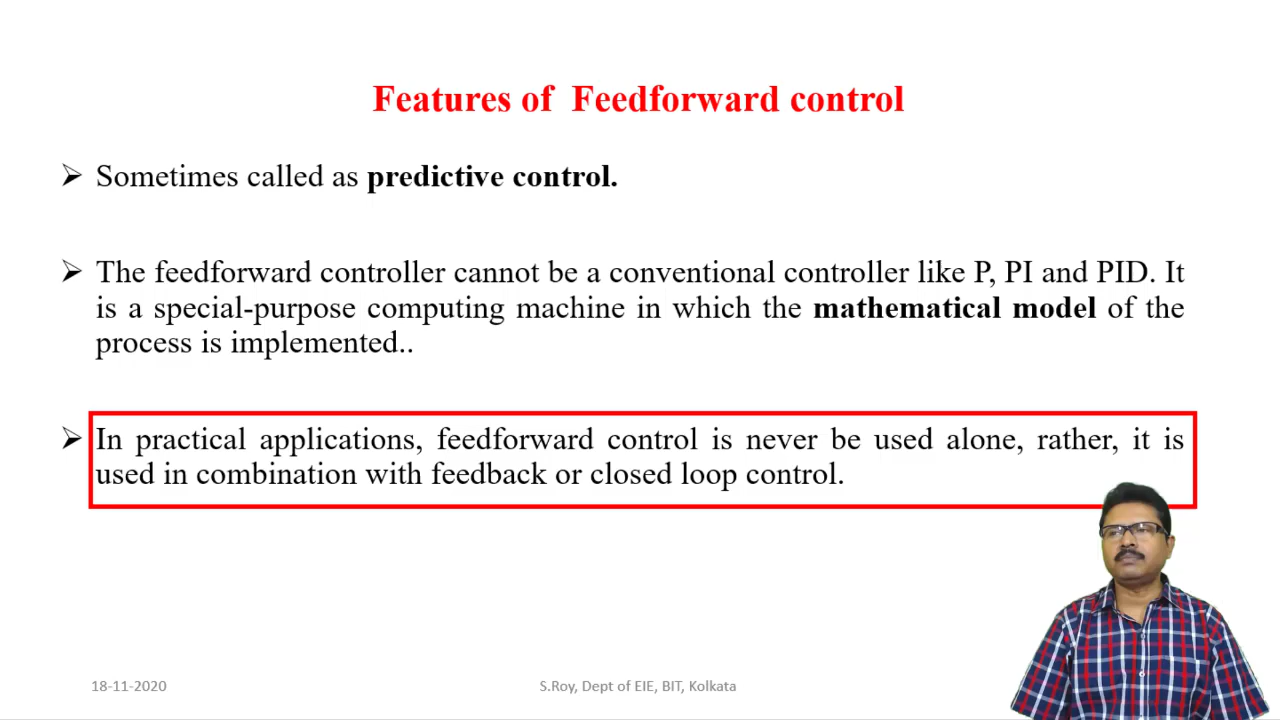 Features of Feedforward control
➢ Sometimes called as predictive control.
➢ The feedforward controller cannot be a conventional controller like P, PI and PID. It
is a special-purpose computing machine in which the mathematical model of the
process is implemented..
➢ In practical applications, feedforward control is never be used alone, rather, it is
used in combination with feedback or closed loop control.
18-11-2020
S.Roy, Dept of EIE, BIT, Kolkata